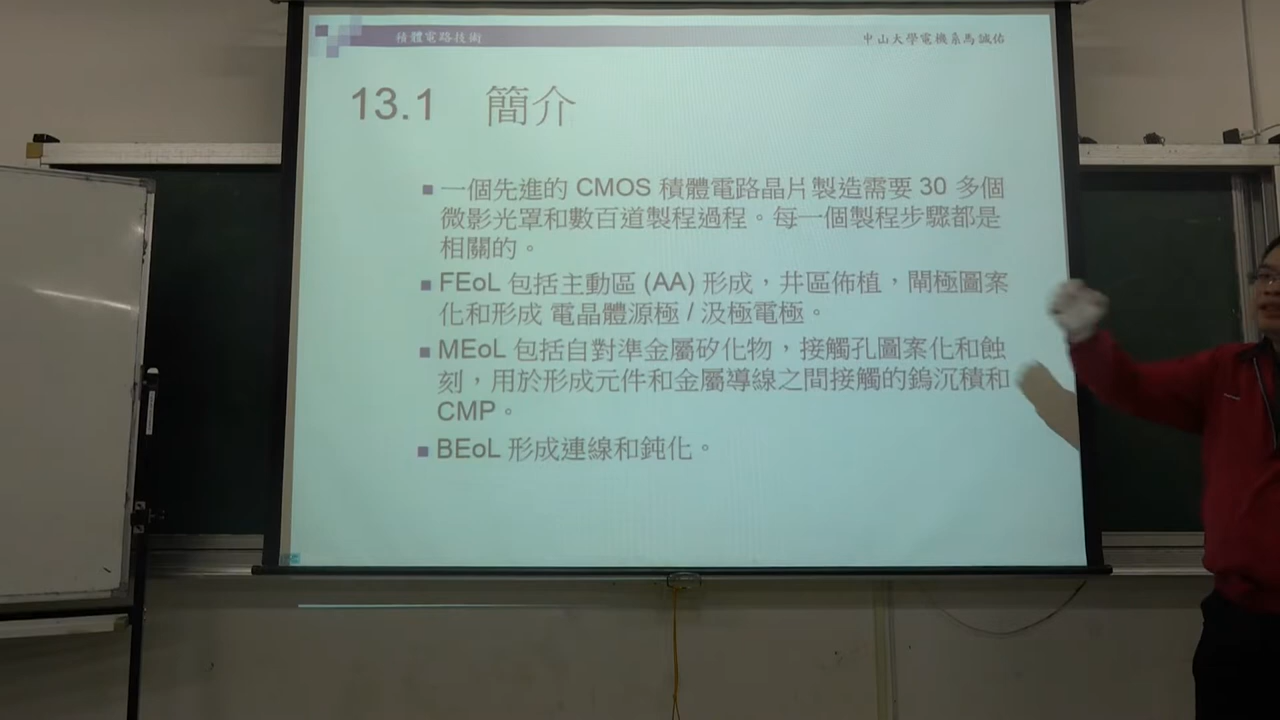 積體電路技術
中山大學電機系馬誠佑
13.1 簡介
一個先進的 CMOS 積體電路晶片製造需要 30 多個
微影光罩和數百道製程過程。每一個製程步驟都是
相關的。
FEoL 包括主動區 (AA) 形成，井區佈植，閘極圖案
化和形成 電晶體源極 / 汲極電極。
MEoL 包括自對準金屬矽化物，接觸孔圖案化和蝕
刻，用於形成元件和金屬導線之間接觸的鎢沉積和
CMP。
BEoL 形成連線和鈍化。